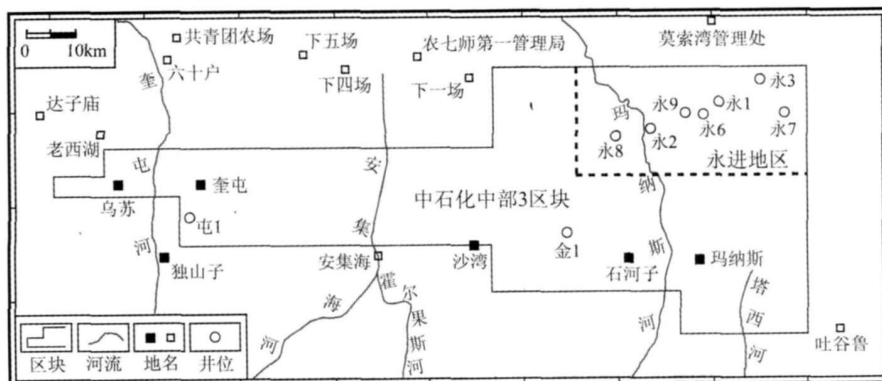 0 10km
共青团农场
下五场
农七师第一管理局
莫索湾管理处
六十户
下四场
下一场
奎屯河
达子庙
老西湖
玛纳斯河
永3
永9
永1
永8
永2
永6
永7
永进地区
安集海河
乌苏
奎屯
中石化中部3区块
屯1
独山子
安集海
沙湾
金1
石河子
玛纳斯
霍尔果斯河
塔西河
吐谷鲁
区块
河流
地名
井位